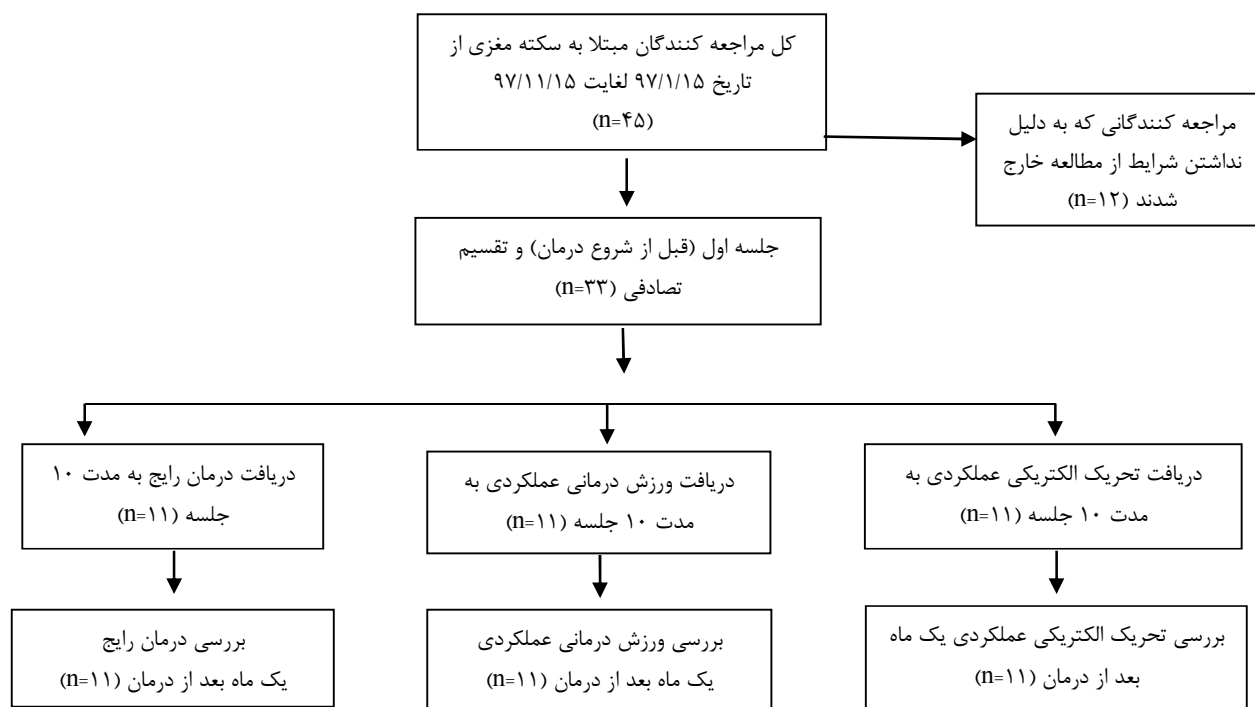 کل مراجعه کنندگان مبتلا به سکته مغزی از
تاریخ ۹۷/۱/۱۵ لغایت ۹۷/۱۱/۱۵
(n=۴۵)
مراجعه کنندگانی که به دلیل
نداشتن شرایط از مطالعه خارج
شدند (n=۱۲)
جلسه اول (قبل از شروع درمان) و تقسیم
تصادفی (n=۳۳)
دریافت تحریک الکتریکی عملکردی به
مدت ۱۰ جلسه (n=۱۱)
دریافت ورزش درمانی عملکردی به
مدت ۱۰ جلسه (n=۱۱)
دریافت درمان رایج به مدت ۱۰
جلسه (n=۱۱)
بررسی تحریک الکتریکی عملکردی یک ماه
بعد از درمان (n=۱۱)
بررسی ورزش درمانی عملکردی
یک ماه بعد از درمان (n=۱۱)
بررسی درمان رایج
یک ماه بعد از درمان (n=۱۱)